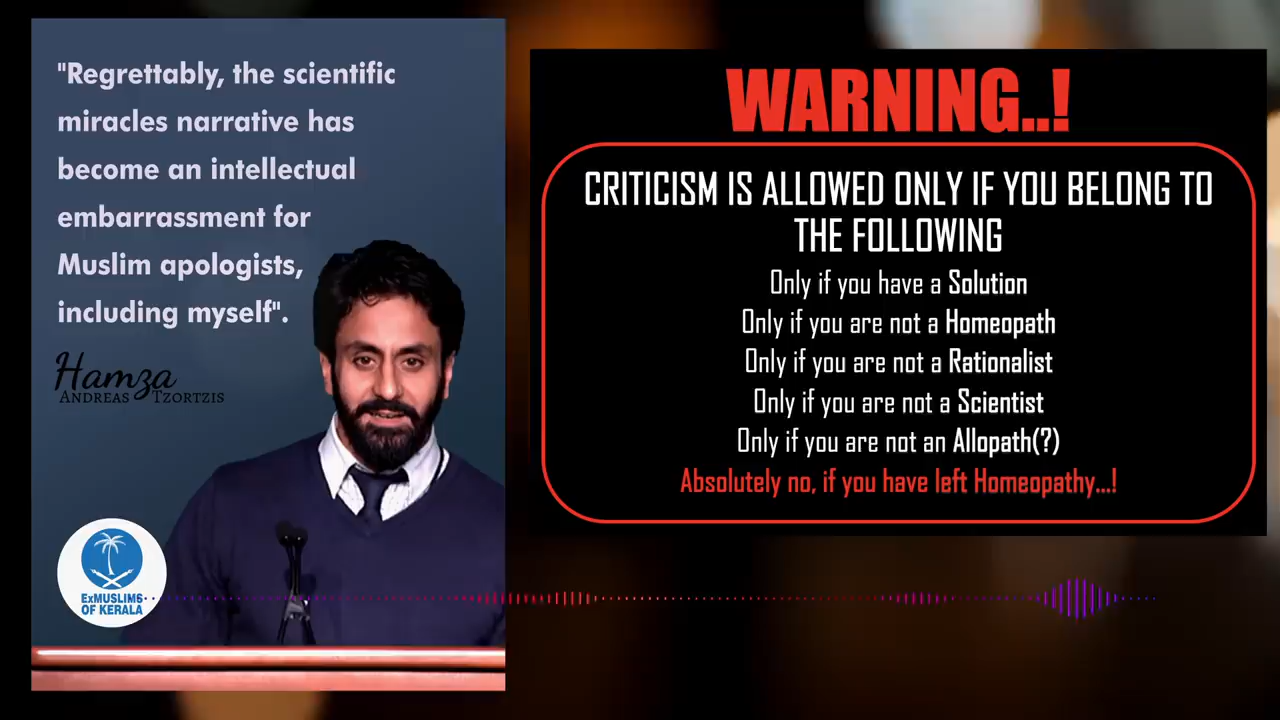 "Regrettably, the scientific
miracles narrative has
become an intellectual
embarrassment for
Muslim apologists,
including myself".
Hamza
ANDREAS TZORTZIS
ExMUSLIMS
OF KERALA
WARNING..!
CRITICISM IS ALLOWED ONLY IF YOU BELONG TO
THE FOLLOWING
Only if you have a Solution
Only if you are not a Homeopath
Only if you are not a Rationalist
Only if you are not a Scientist
Only if you are not an Allopath(?)
Absolutely no, if you have left Homeopathy...!